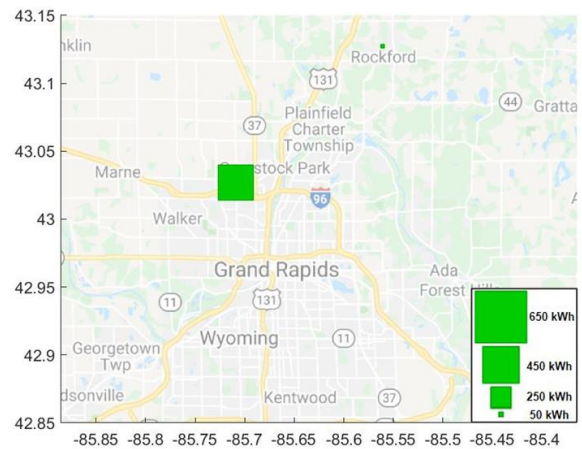 43.15
nklin
Rockford
43.1
131
44
Gratta
Plainfield
Charter
Township
37
43.05
Marne
stock Park
43
96
Walker
42.95
Grand Rapids
Ada
Forest Hills
11
131
650 kWh
42.9
Wyoming
11
450 kWh
Georgetown
Twp
250 kWh
dsonville
Kentwood
37
50 kWh
42.85
-85.85 -85.8 -85.75 -85.7 -85.65 -85.6 -85.55 -85.5 -85.45 -85.4